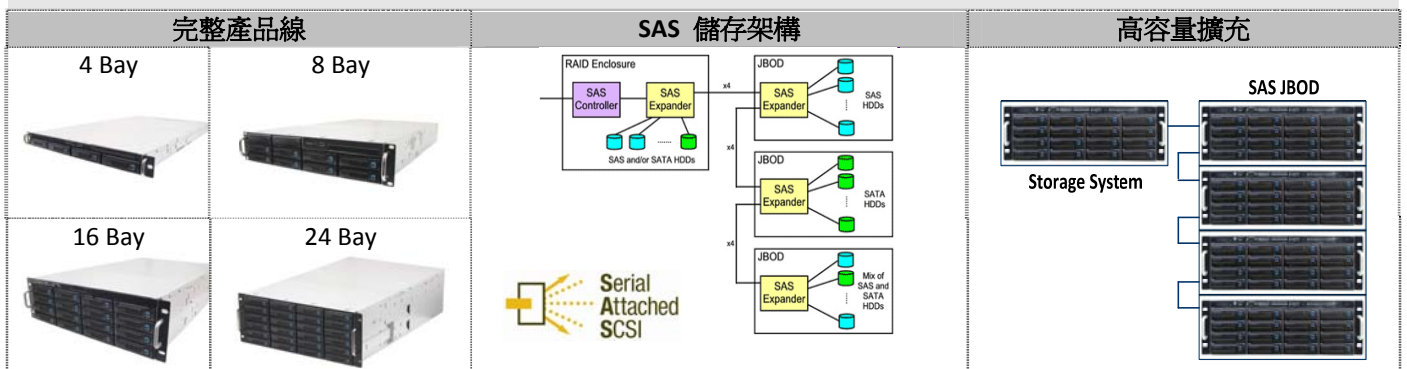 完整產品線
SAS 儲存架構
高容量擴充
4 Bay
8 Bay
16 Bay
24 Bay
RAID Enclosure
SAS
Controller
SAS
Expander
.......
SAS and/or SATA HDDs
x4
JBOD
SAS
Expander
SAS
HDDs
x4
JBOD
SAS
Expander
SATA
HDDs
x4
JBOD
SAS
Expander
Mix of
SAS and
SATA
HDDs
Serial
Attached
SCSI
SAS JBOD
Storage System